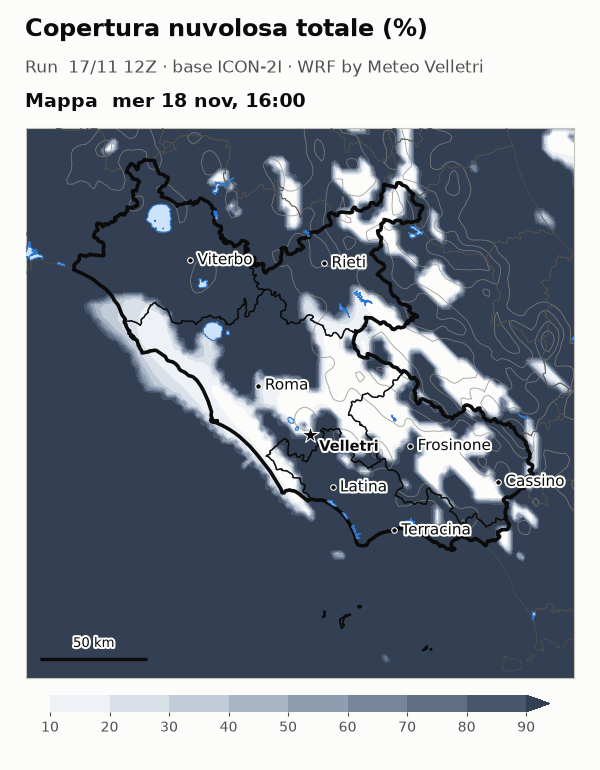 Copertura nuvolosa totale (%)
Run 17/11 12Z · base ICON-2I · WRF by Meteo Velletri
Mappa mer 18 nov, 16:00
Viterbo
Rieti
Roma
Velletri
Frosinone
Cassino
Latina
Terracina
50 km
10 20 30 40 50 60 70 80 90